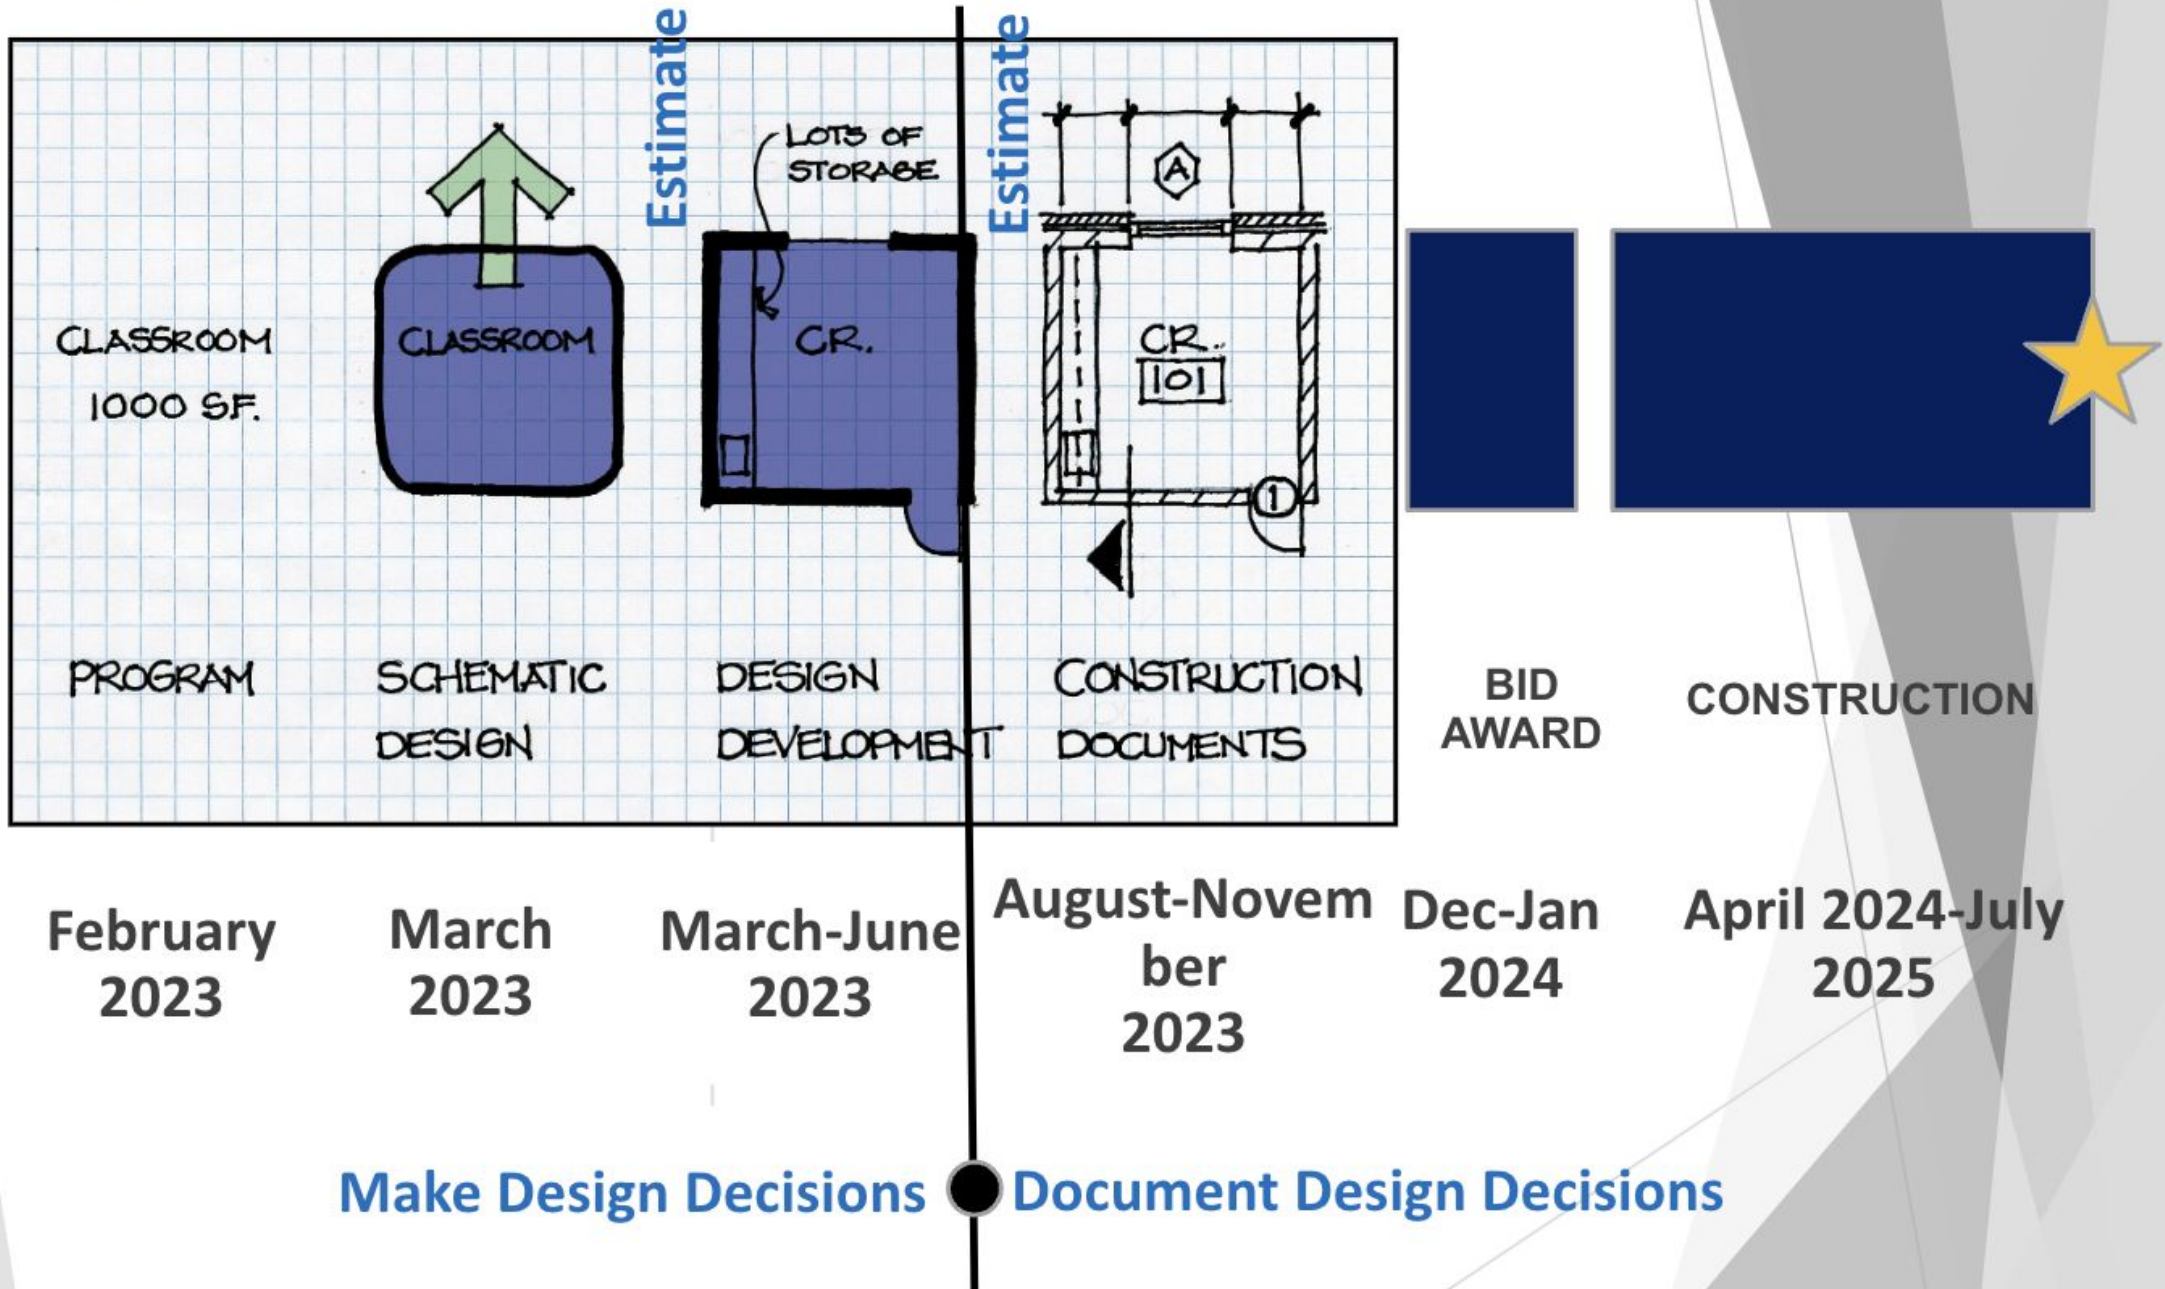 Estimate
Estimate
LOTS OF
STORAGE
A
CLASSROOM
1000 SF.
CLASSROOM
CR.
CR.
101
1
PROGRAM
SCHEMATIC
DESIGN
DESIGN
DEVELOPMENT
CONSTRUCTION
DOCUMENTS
BID
AWARD
CONSTRUCTION
February
2023
March
2023
March-June
2023
August-Novem
ber
2023
Dec-Jan
2024
April 2024-July
2025
Make Design Decisions
Document Design Decisions